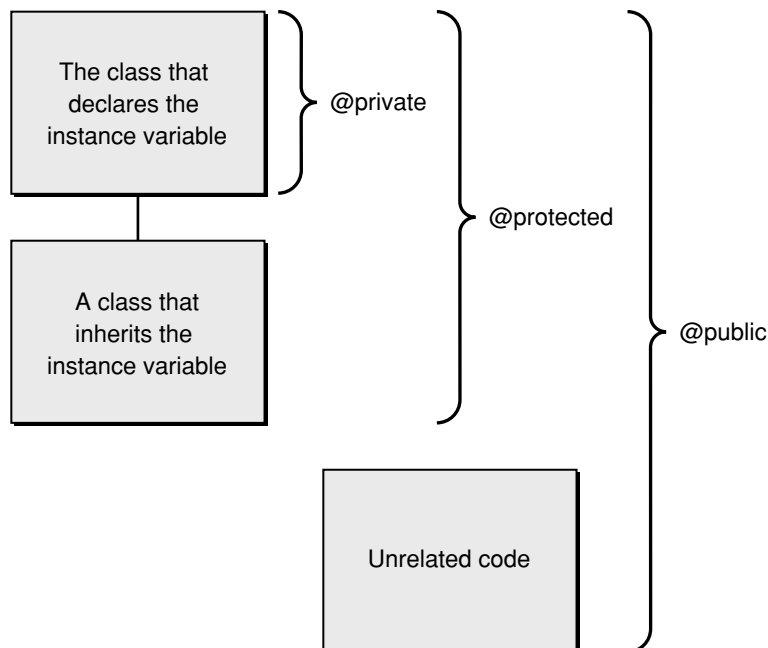 The class that
declares the
instance variable
@private
@protected
A class that
inherits the
instance variable
@public
Unrelated code